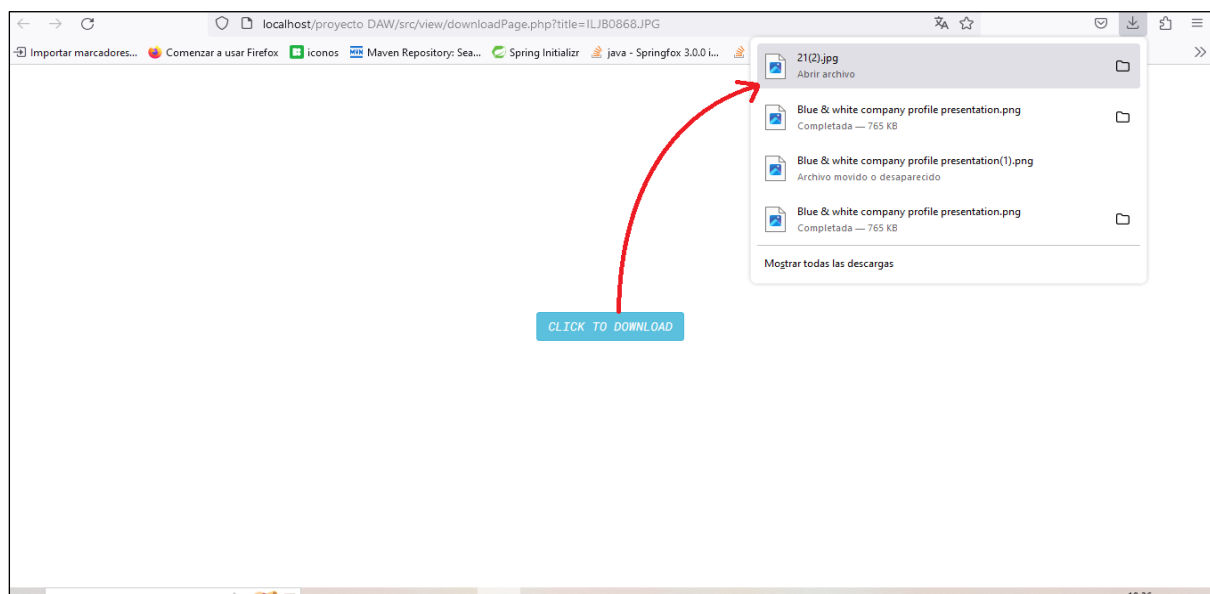 localhost/proyecto DAW/src/view/downloadPage.php?title=ILJB0868.JPG
Importar marcadores... Comenzar a usar Firefox iconos MVN Maven Repository: Sea... Spring Initializr java - Springfox 3.0.0 i...
21(2).jpg
Abrir archivo
Blue & white company profile presentation.png
Completada — 765 KB
Blue & white company profile presentation(1).png
Archivo movido o desaparecido
Blue & white company profile presentation.png
Completada — 765 KB
Mostrar todas las descargas
CLICK TO DOWNLOAD